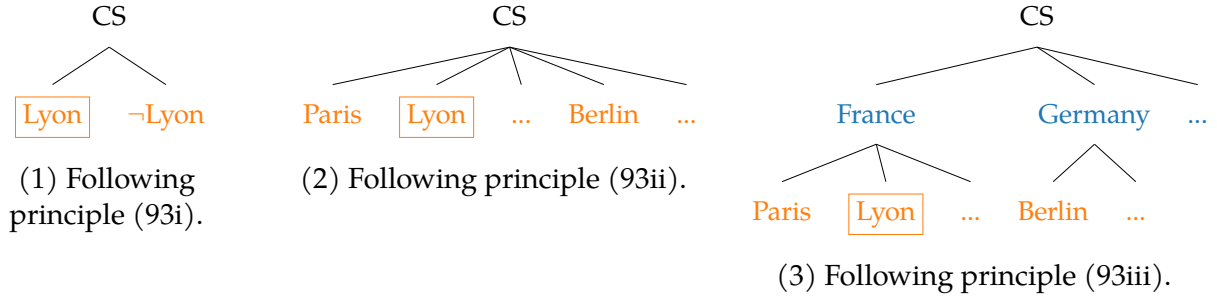 CS
Lyon ¬Lyon
(1) Following
principle (93i).
CS
Paris Lyon ... Berlin ...
(2) Following principle (93ii).
CS
France Germany ...
Paris Lyon ... Berlin ...
(3) Following principle (93iii).